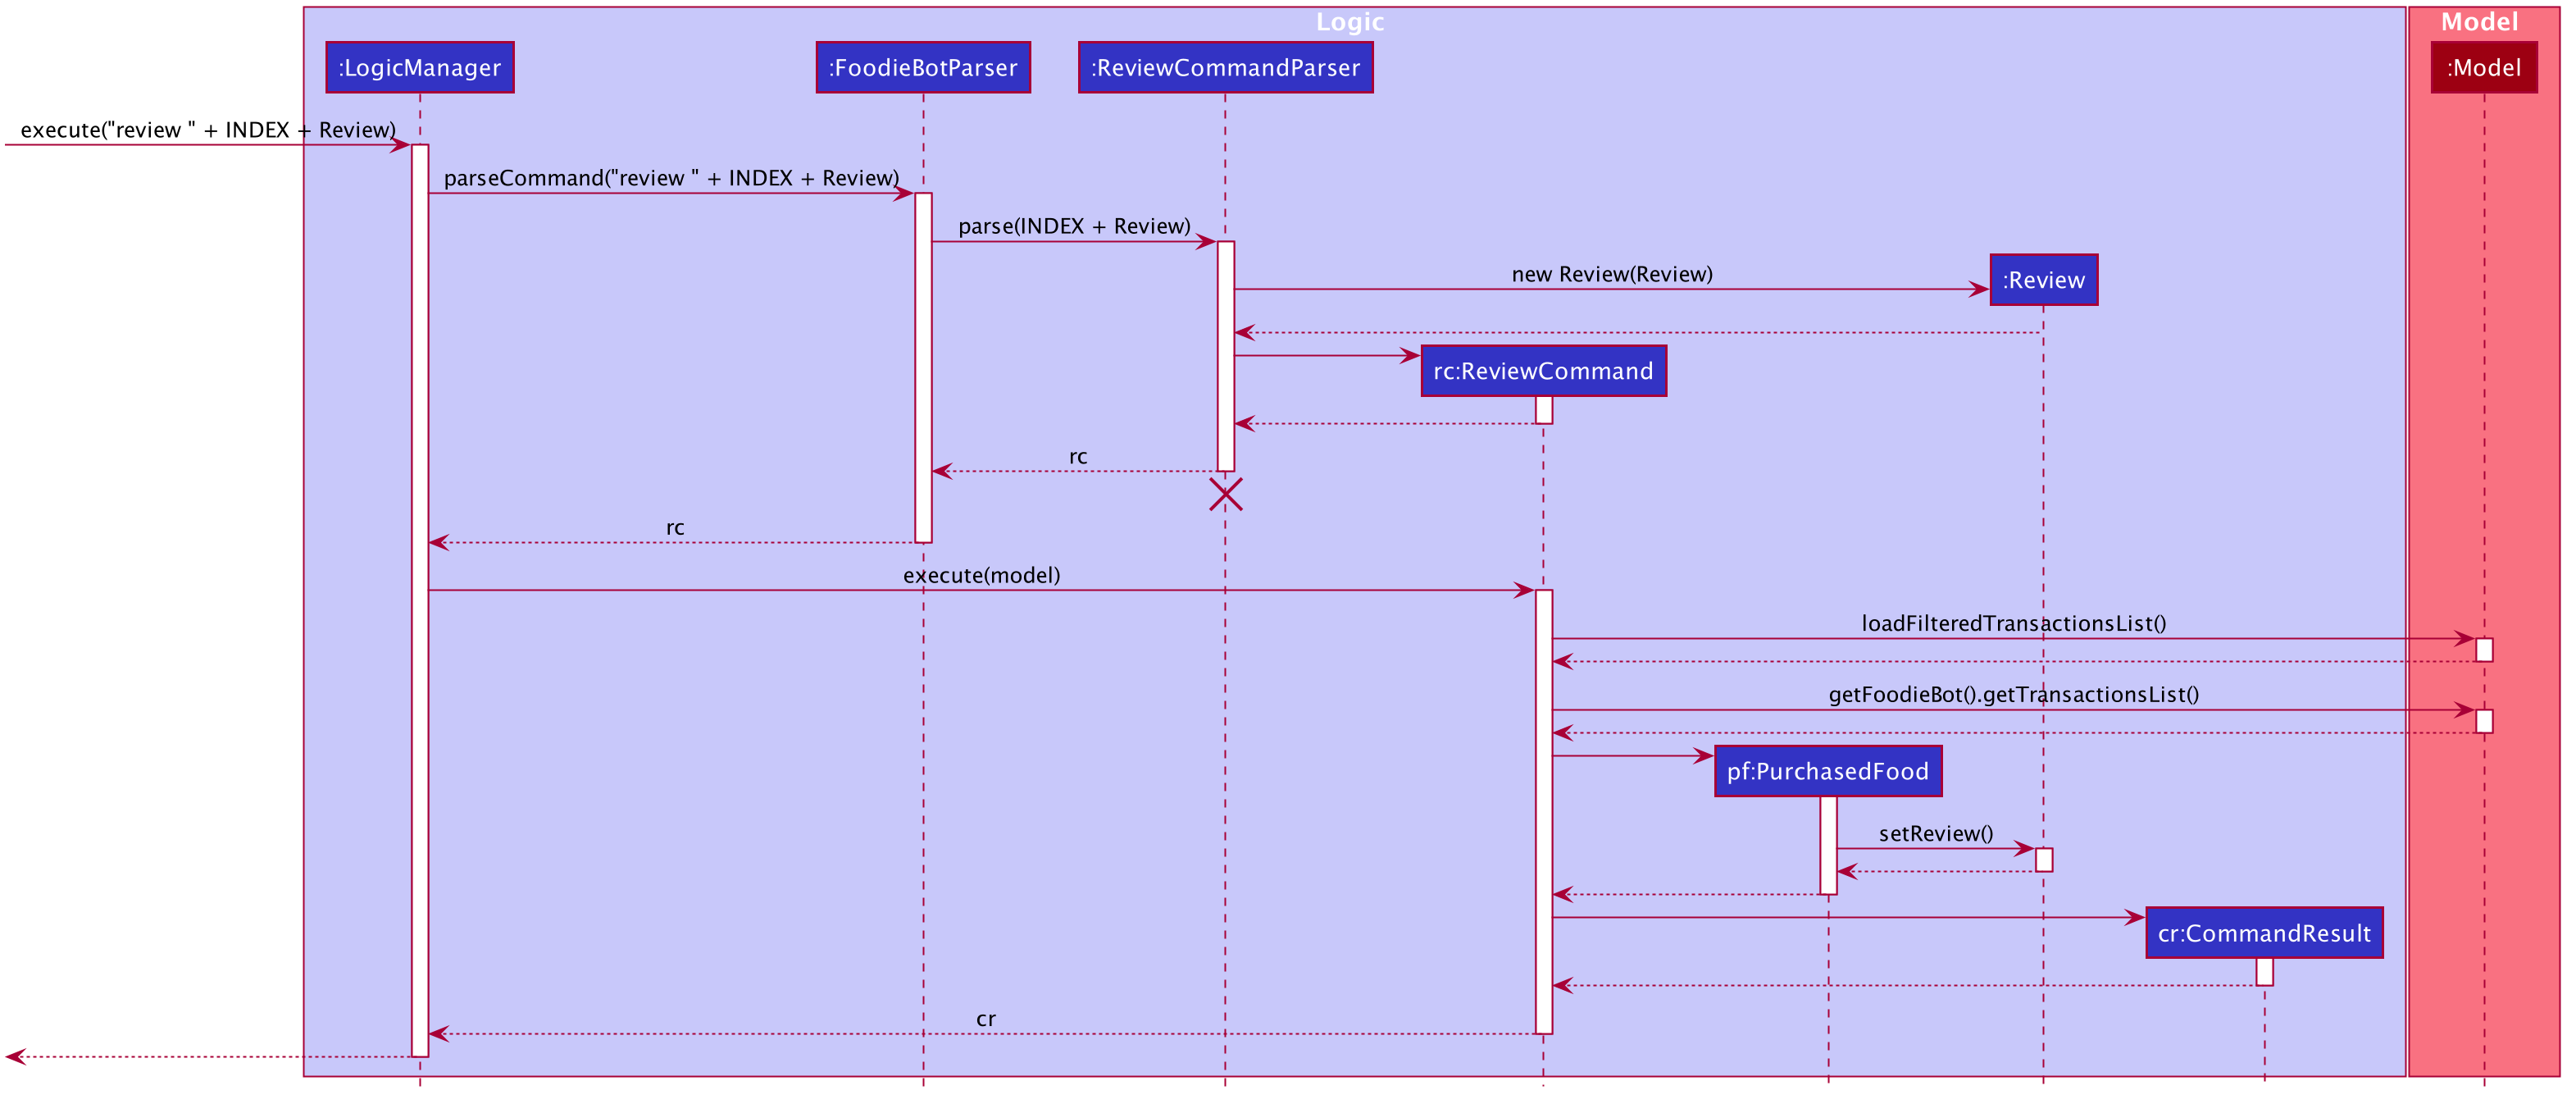 Logic
Model
:LogicManager
:FoodieBotParser
:ReviewCommandParser
:Model
execute("review " + INDEX + Review)
parseCommand("review " + INDEX + Review)
parse(INDEX + Review)
new Review(Review)
:Review
rc:ReviewCommand
rc
rc
execute(model)
loadFilteredTransactionsList()
getFoodieBot().getTransactionsList()
pf:PurchasedFood
setReview()
cr:CommandResult
cr